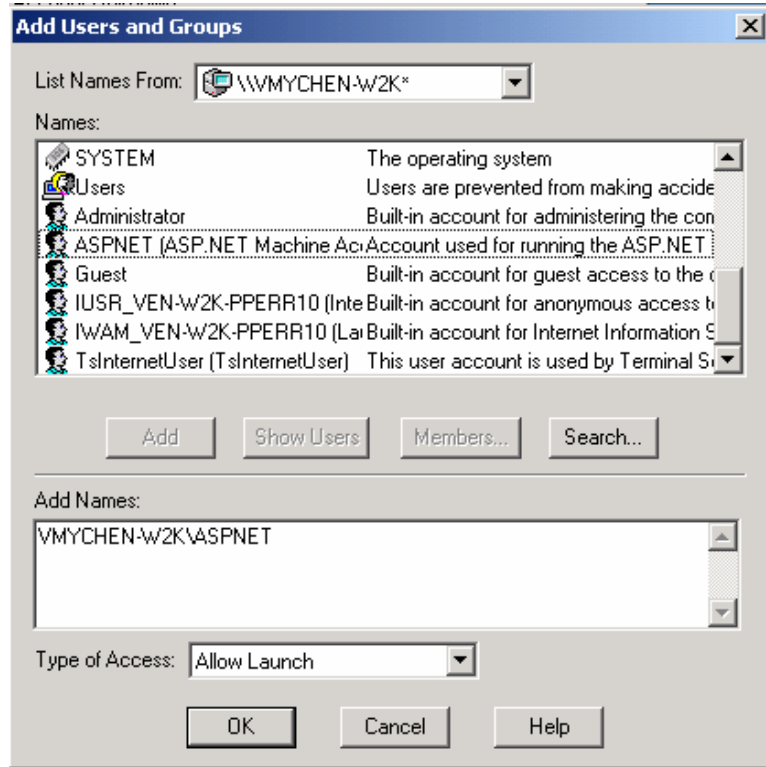 Add Users and Groups
List Names From: \\VMYCHEN-W2K*
Names:
SYSTEM The operating system
Users Users are prevented from making accide
Administrator Built-in account for administering the com
ASPNET (ASP.NET Machine Ac Account used for running the ASP.NET
Guest Built-in account for guest access to the c
IUSR_VEN-W2K-PPERR10 (Inte Built-in account for anonymous access to
IWAM_VEN-W2K-PPERR10 (Lau Built-in account for Internet Information S
TsInternetUser (TsInternetUser) This user account is used by Terminal Se
Add Show Users Members... Search...
Add Names:
VMYCHEN-W2K\ASPNET
Type of Access: Allow Launch
OK Cancel Help